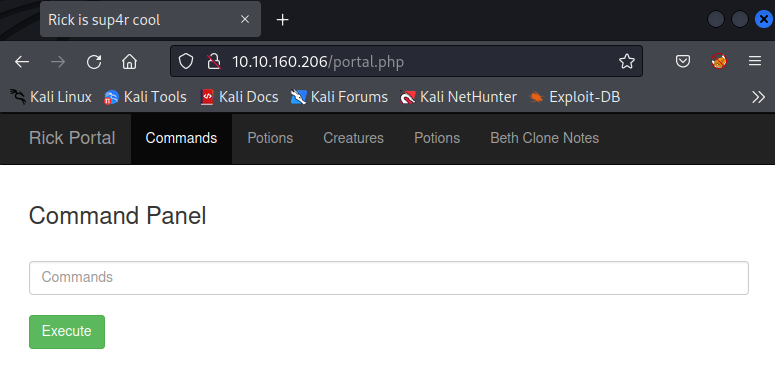 Rick is sup4r cool
10.10.160.206/portal.php
Kali Linux Kali Tools Kali Docs Kali Forums Kali NetHunter Exploit-DB
Rick Portal Commands Potions Creatures Potions Beth Clone Notes
Command Panel
Commands
Execute